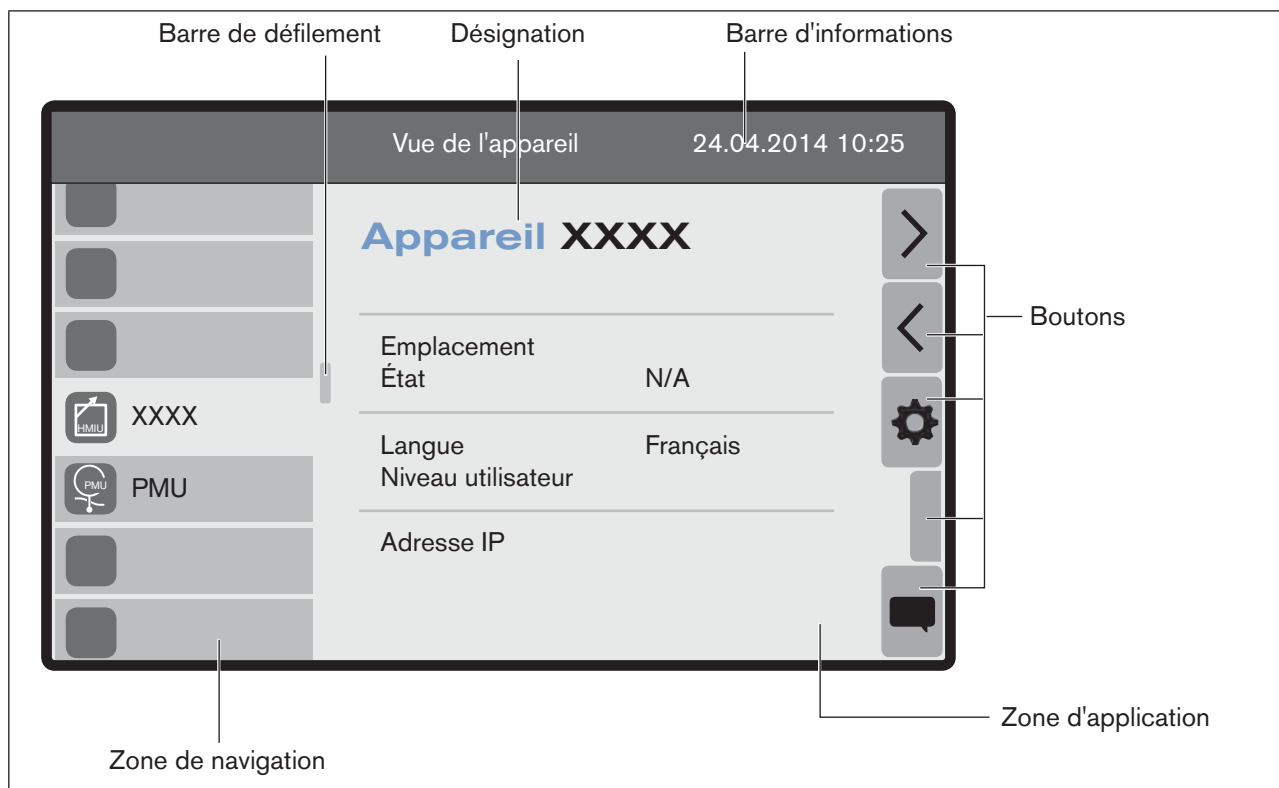 Barre de défilement Désignation Barre d'informations
Vue de l'appareil 24.04.2014 10:25
Appareil XXXX
Boutons
Emplacement
État N/A
HMIU XXXX
Langue Français
Niveau utilisateur
PMU PMU
Adresse IP
Zone d'application
Zone de navigation